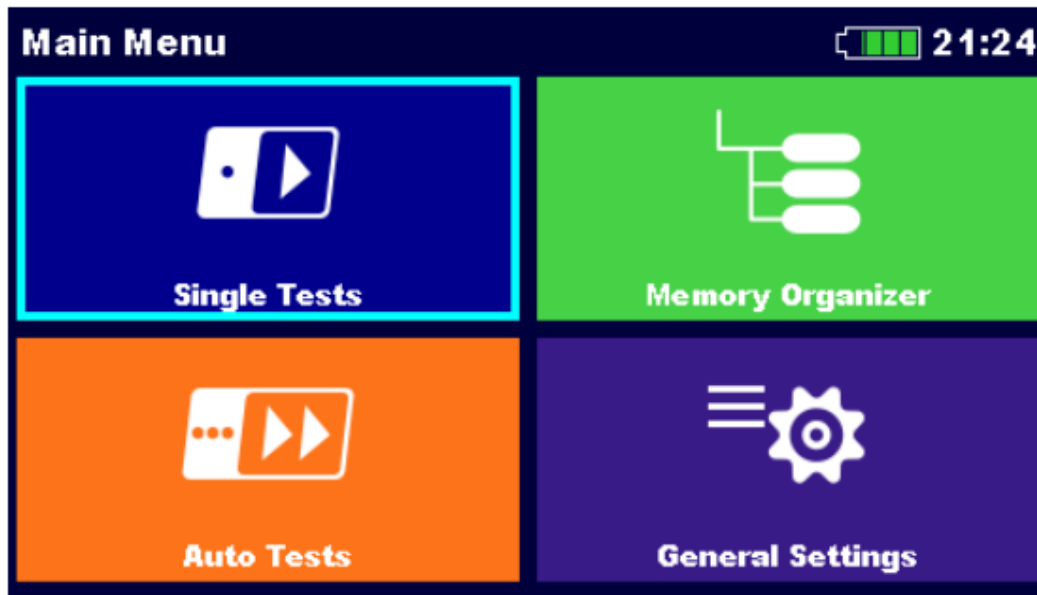 Main Menu 21:24
Single Tests
Memory Organizer
Auto Tests
General Settings